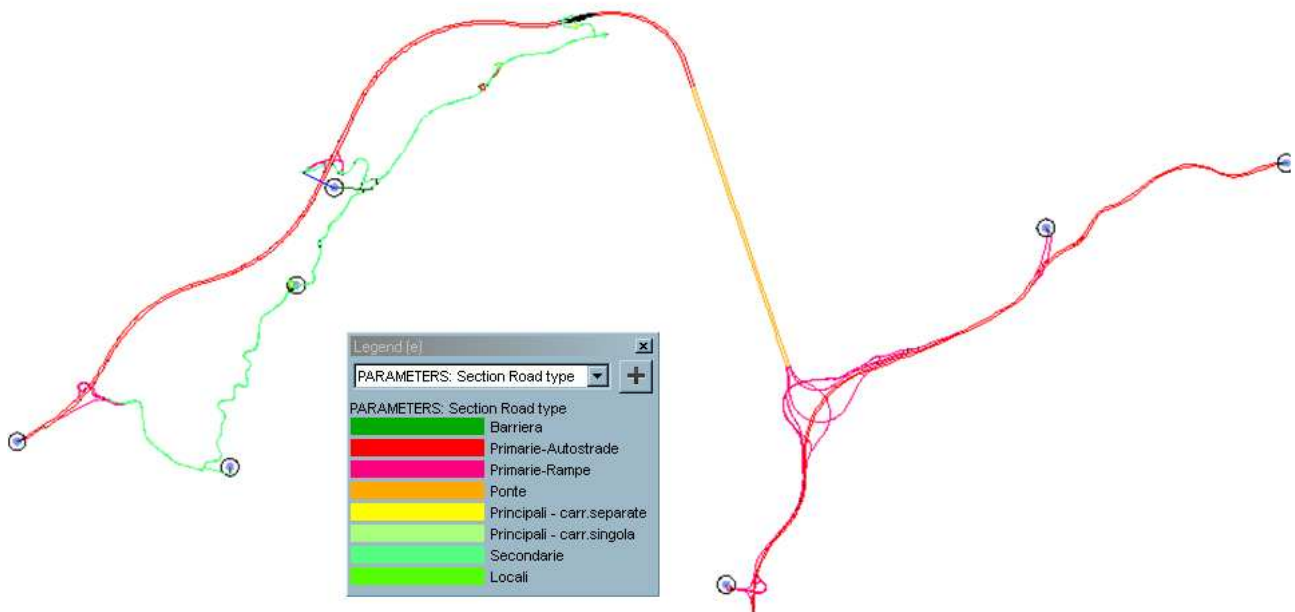 Legend (e)
PARAMETERS: Section Road type
PARAMETERS: Section Road type
Barriera
Primarie-Autostrade
Primarie-Rampe
Ponte
Principali - carr.separate
Principali - carr.singola
Secondarie
Locali